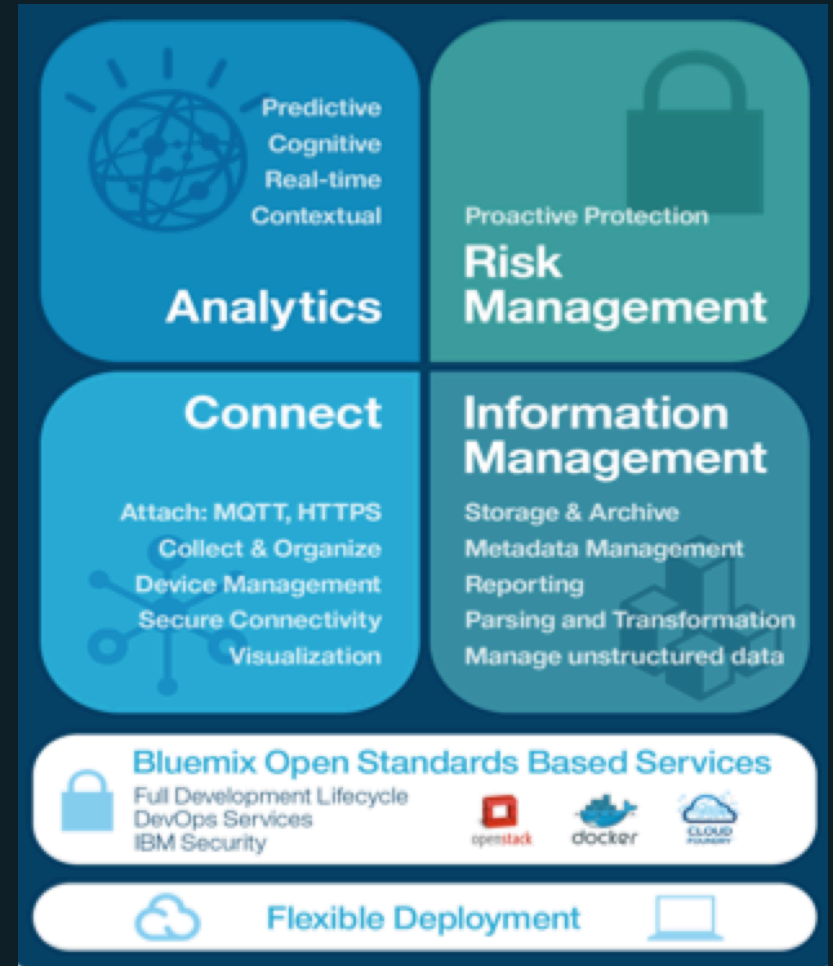 Predictive
Cognitive
Real-time
Contextual
Analytics
Proactive Protection
Risk
Management
Connect
Attach: MQTT, HTTPS
Collect & Organize
Device Management
Secure Connectivity
Visualization
Information
Management
Storage & Archive
Metadata Management
Reporting
Parsing and Transformation
Manage unstructured data
Bluemix Open Standards Based Services
Full Development Lifecycle
DevOps Services
IBM Security
openstack
docker
CLOUD
FOUNDRY
Flexible Deployment